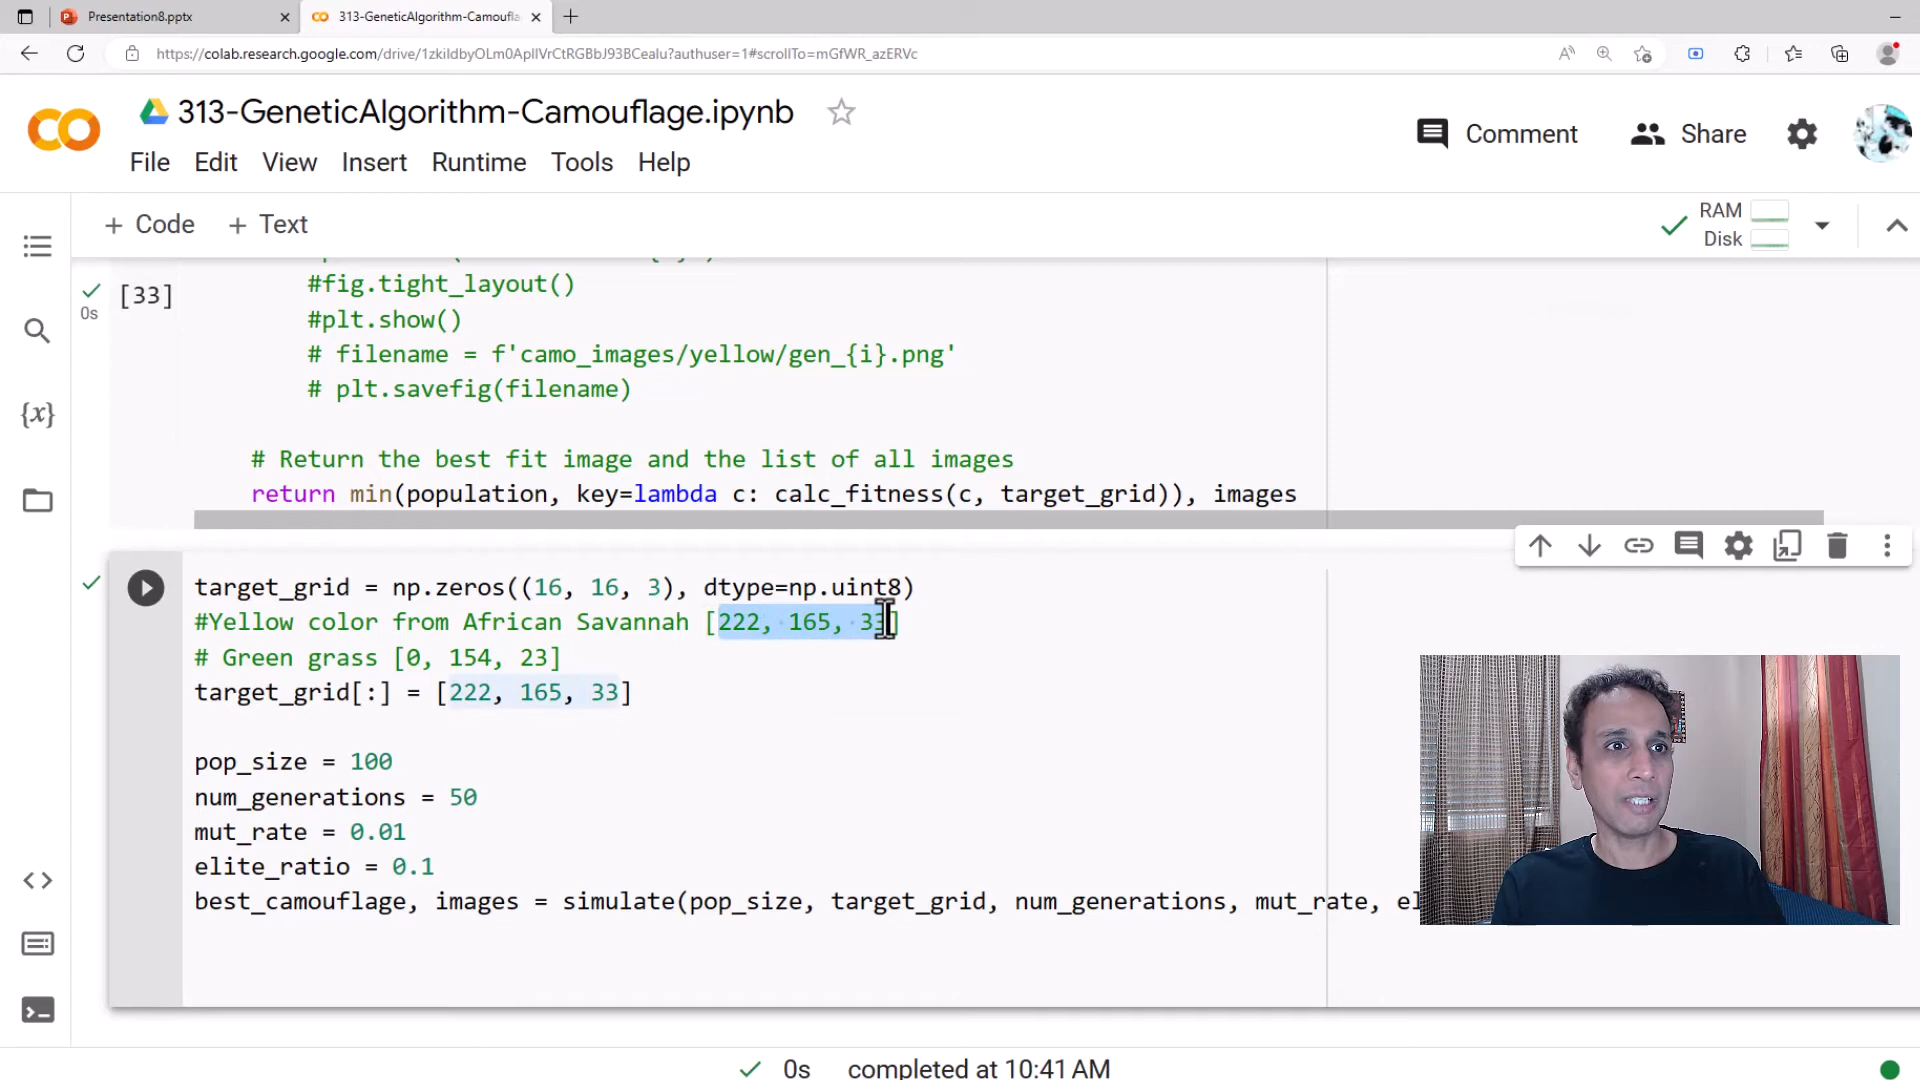 Presentation8.pptx
313-GeneticAlgorithm-Camoufla
https://colab.research.google.com/drive/1zkiIdbyOLm0ApIlVrCtRGBbJ93BCealu?authuser=1#scrollTo=mGfWR_azERVc
313-GeneticAlgorithm-Camouflage.ipynb
Comment
Share
File Edit View Insert Runtime Tools Help
+ Code + Text
RAM
Disk
[33]
0s
#fig.tight_layout()
#plt.show()
# filename = f'camo_images/yellow/gen_{i}.png'
# plt.savefig(filename)
# Return the best fit image and the list of all images
return min(population, key=lambda c: calc_fitness(c, target_grid)), images
target_grid = np.zeros((16, 16, 3), dtype=np.uint8)
#Yellow color from African Savannah [222, 165, 33]
# Green grass [0, 154, 23]
target_grid[:] = [222, 165, 33]
pop_size = 100
num_generations = 50
mut_rate = 0.01
elite_ratio = 0.1
best_camouflage, images = simulate(pop_size, target_grid, num_generations, mut_rate, el
0s completed at 10:41 AM